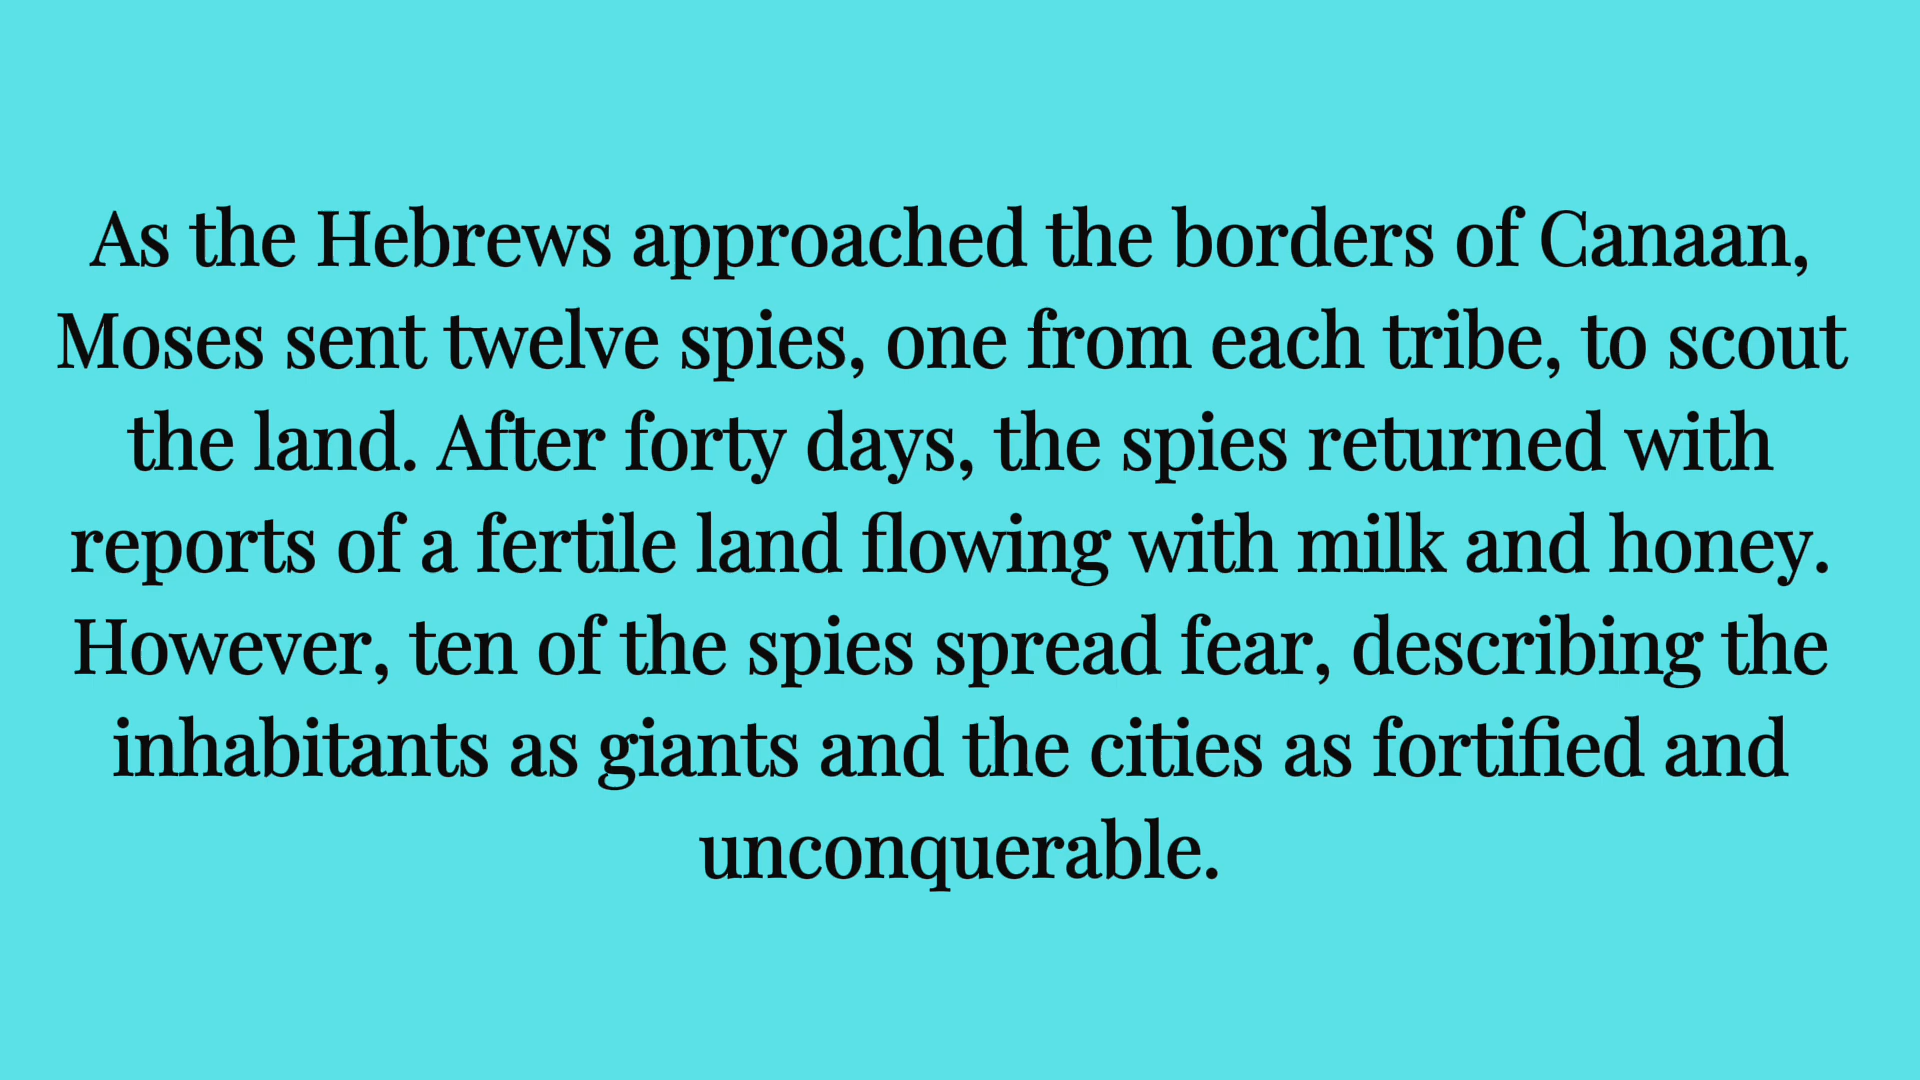 As the Hebrews approached the borders of Canaan,
Moses sent twelve spies, one from each tribe, to scout
the land. After forty days, the spies returned with
reports of a fertile land flowing with milk and honey.
However, ten of the spies spread fear, describing the
inhabitants as giants and the cities as fortified and
unconquerable.